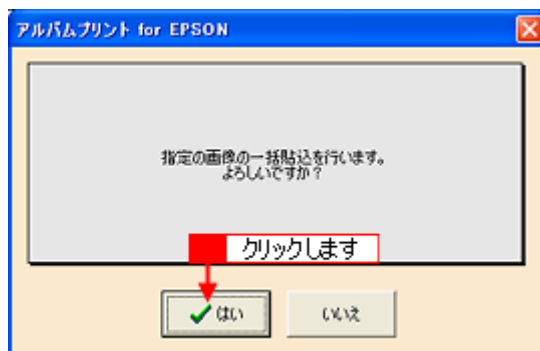 アルバムプリント for EPSON
指定の画像の一括貼込を行います。
よろしいですか？
クリックします
はい
いいえ